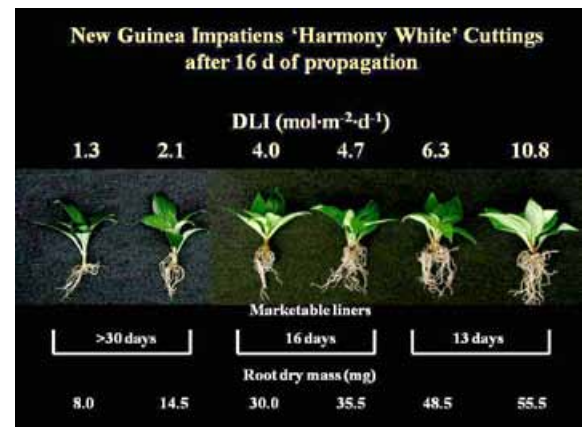 New Guinea Impatiens ‘Harmony White’ Cuttings
after 16 d of propagation
DLI (mol·m-2·d-1)
1.3 2.1 4.0 4.7 6.3 10.8
Marketable liners
>30 days 16 days 13 days
Root dry mass (mg)
8.0 14.5 30.0 35.5 48.5 55.5